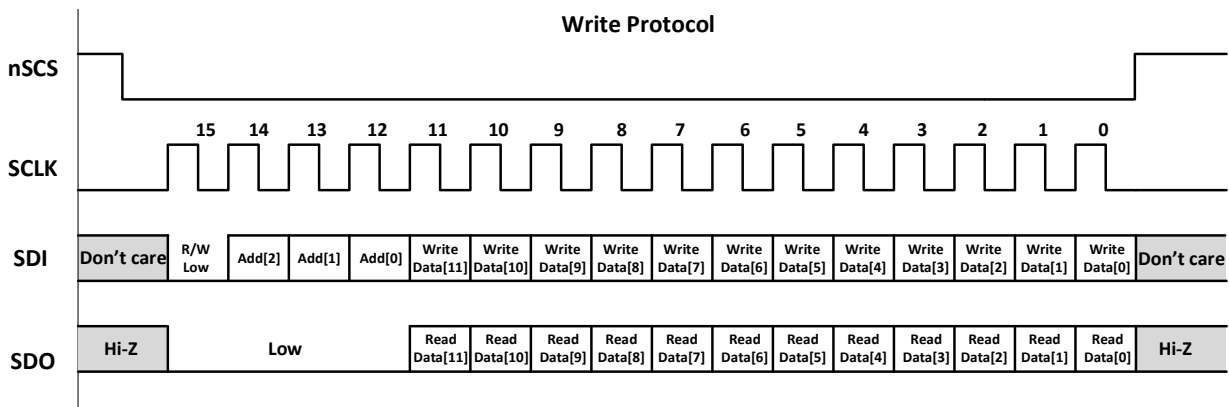 Write Protocol
nSCS
15 14 13 12 11 10 9 8 7 6 5 4 3 2 1 0
SCLK
SDI
Don't care
R/W
Low
Add[2]
Add[1]
Add[0]
Write
Data[11]
Write
Data[10]
Write
Data[9]
Write
Data[8]
Write
Data[7]
Write
Data[6]
Write
Data[5]
Write
Data[4]
Write
Data[3]
Write
Data[2]
Write
Data[1]
Write
Data[0]
Don't care
SDO
Hi-Z
Low
Read
Data[11]
Read
Data[10]
Read
Data[9]
Read
Data[8]
Read
Data[7]
Read
Data[6]
Read
Data[5]
Read
Data[4]
Read
Data[3]
Read
Data[2]
Read
Data[1]
Read
Data[0]
Hi-Z